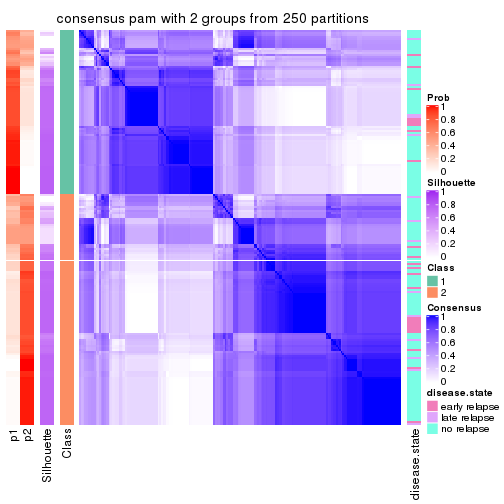 consensus pam with 2 groups from 250 partitions
Prob
1
0.8
0.6
0.4
0.2
0
Silhouette
1
0.8
0.6
0.4
0.2
0
Class
1
2
Consensus
1
0.8
0.6
0.4
0.2
0
disease.state
early relapse
late relapse
no relapse
p1
p2
Silhouette
Class
disease.state